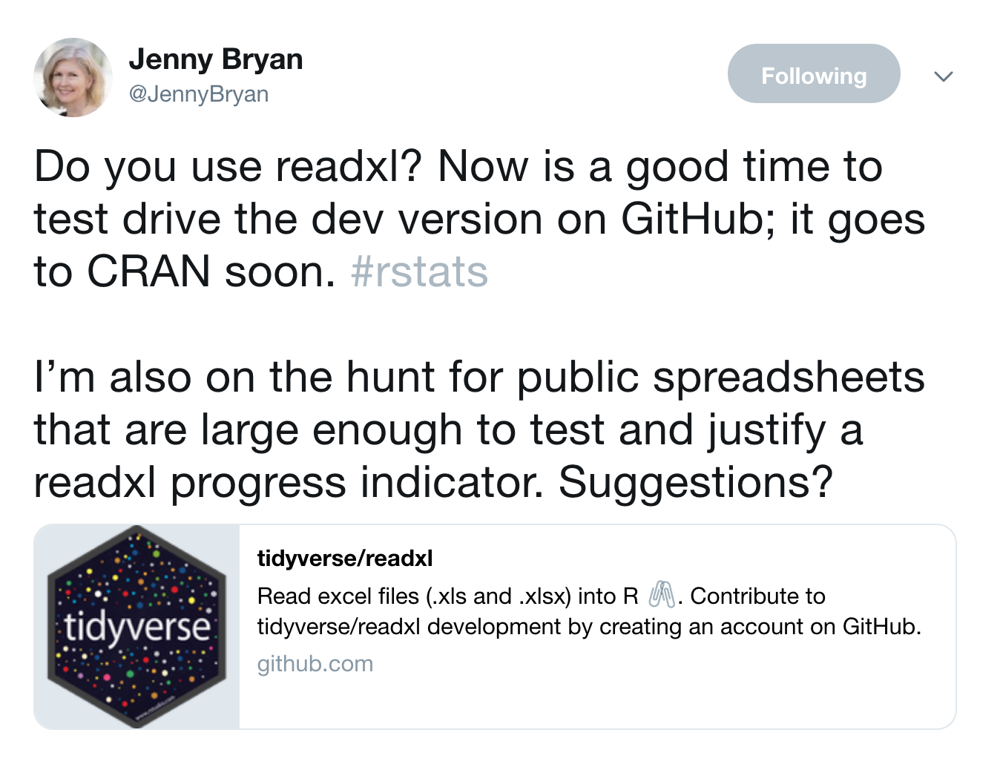 Jenny Bryan
@JennyBryan
Following
Do you use readxl? Now is a good time to
test drive the dev version on GitHub; it goes
to CRAN soon. #rstats
I’m also on the hunt for public spreadsheets
that are large enough to test and justify a
readxl progress indicator. Suggestions?
tidyverse
www.rstudio.com
tidyverse/readxl
Read excel files (.xls and .xlsx) into R 🖇. Contribute to
tidyverse/readxl development by creating an account on GitHub.
github.com